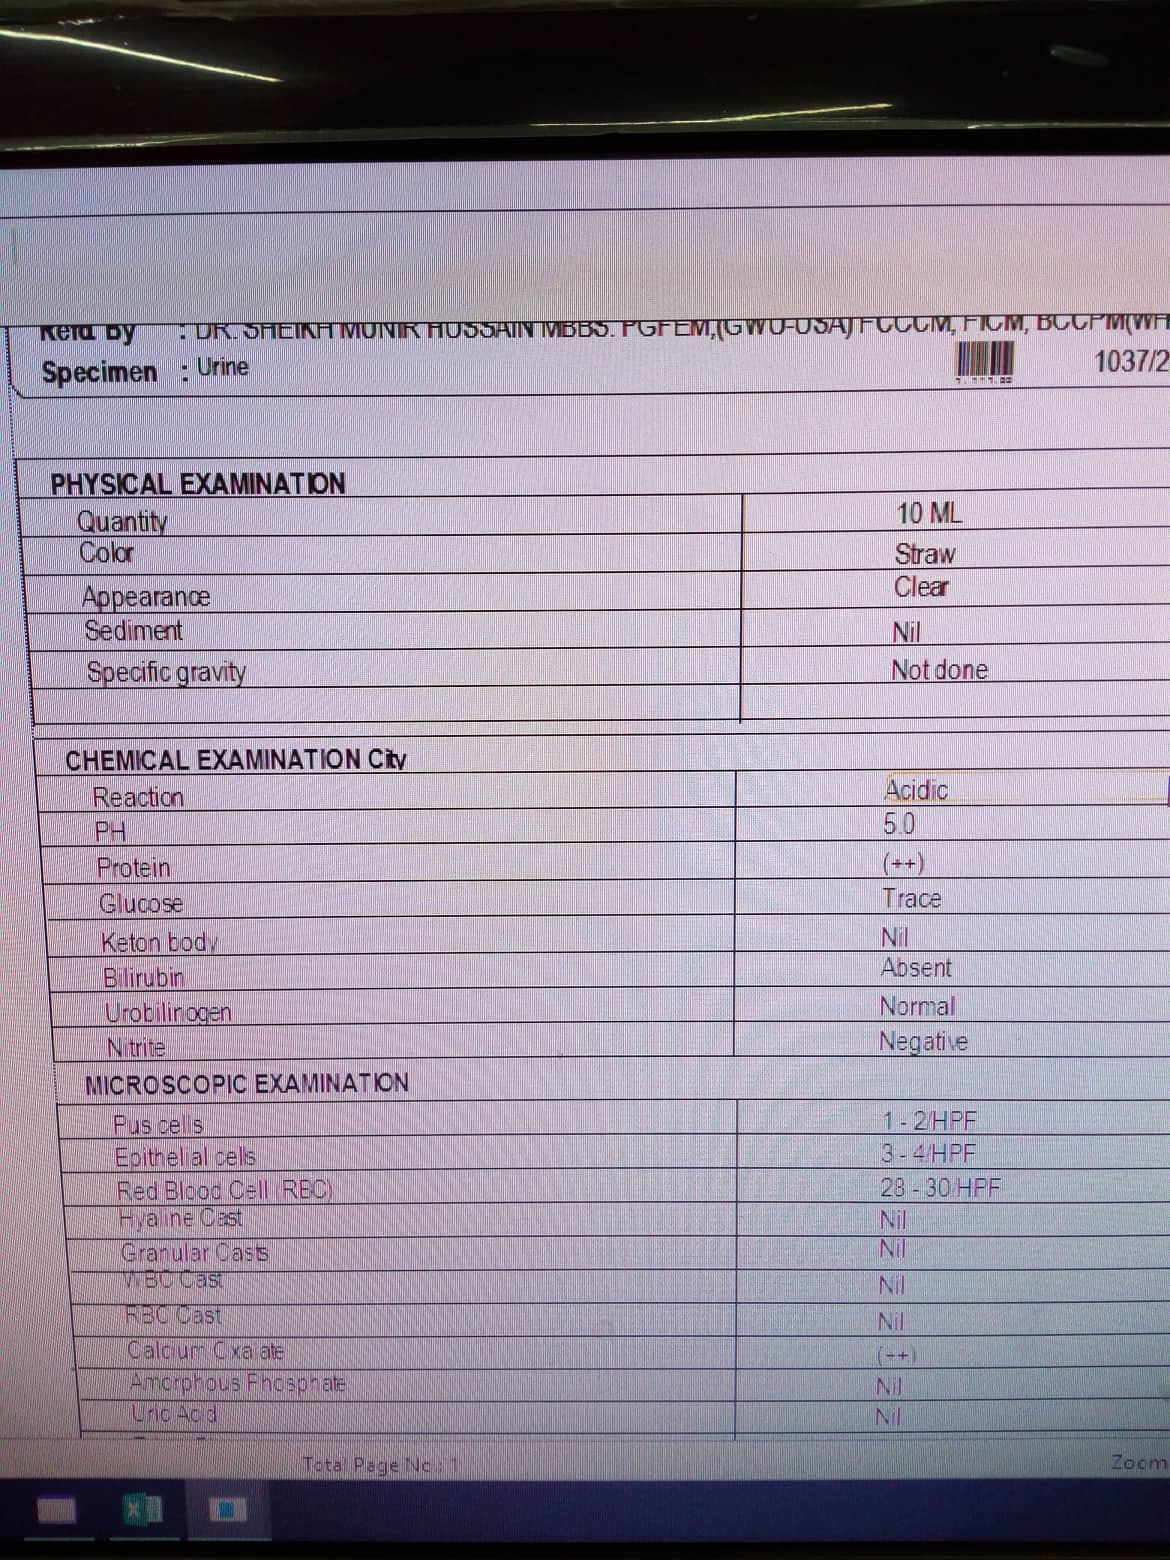 Refd By : DR. SHEIKH MUNIR HUSSAIN MBBS. PGFEM,(GWU-USA) FCCCM, FICM, BCCPM(WH
Specimen : Urine 1037/2
PHYSICAL EXAMINATION
Quantity 10 ML
Color Straw
Appearance Clear
Sediment Nil
Specific gravity Not done
CHEMICAL EXAMINATION City
Reaction Acidic
PH 5.0
Protein (++)
Glucose Trace
Keton body Nil
Bilirubin Absent
Urobilinogen Normal
Nitrite Negative
MICROSCOPIC EXAMINATION
Pus cells 1 - 2/HPF
Epithelial cells 3 - 4/HPF
Red Blood Cell (RBC) 28 - 30/HPF
Hyaline Cast Nil
Granular Casts Nil
WBC Cast Nil
RBC Cast Nil
Calcium Oxalate (++)
Amorphous Phosphate Nil
Uric Acid Nil
Total Page No.: 1 Zoom